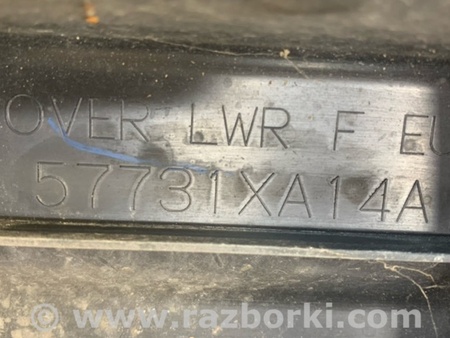 OVER LWR F EU
57731XA14A
www.razborki.com